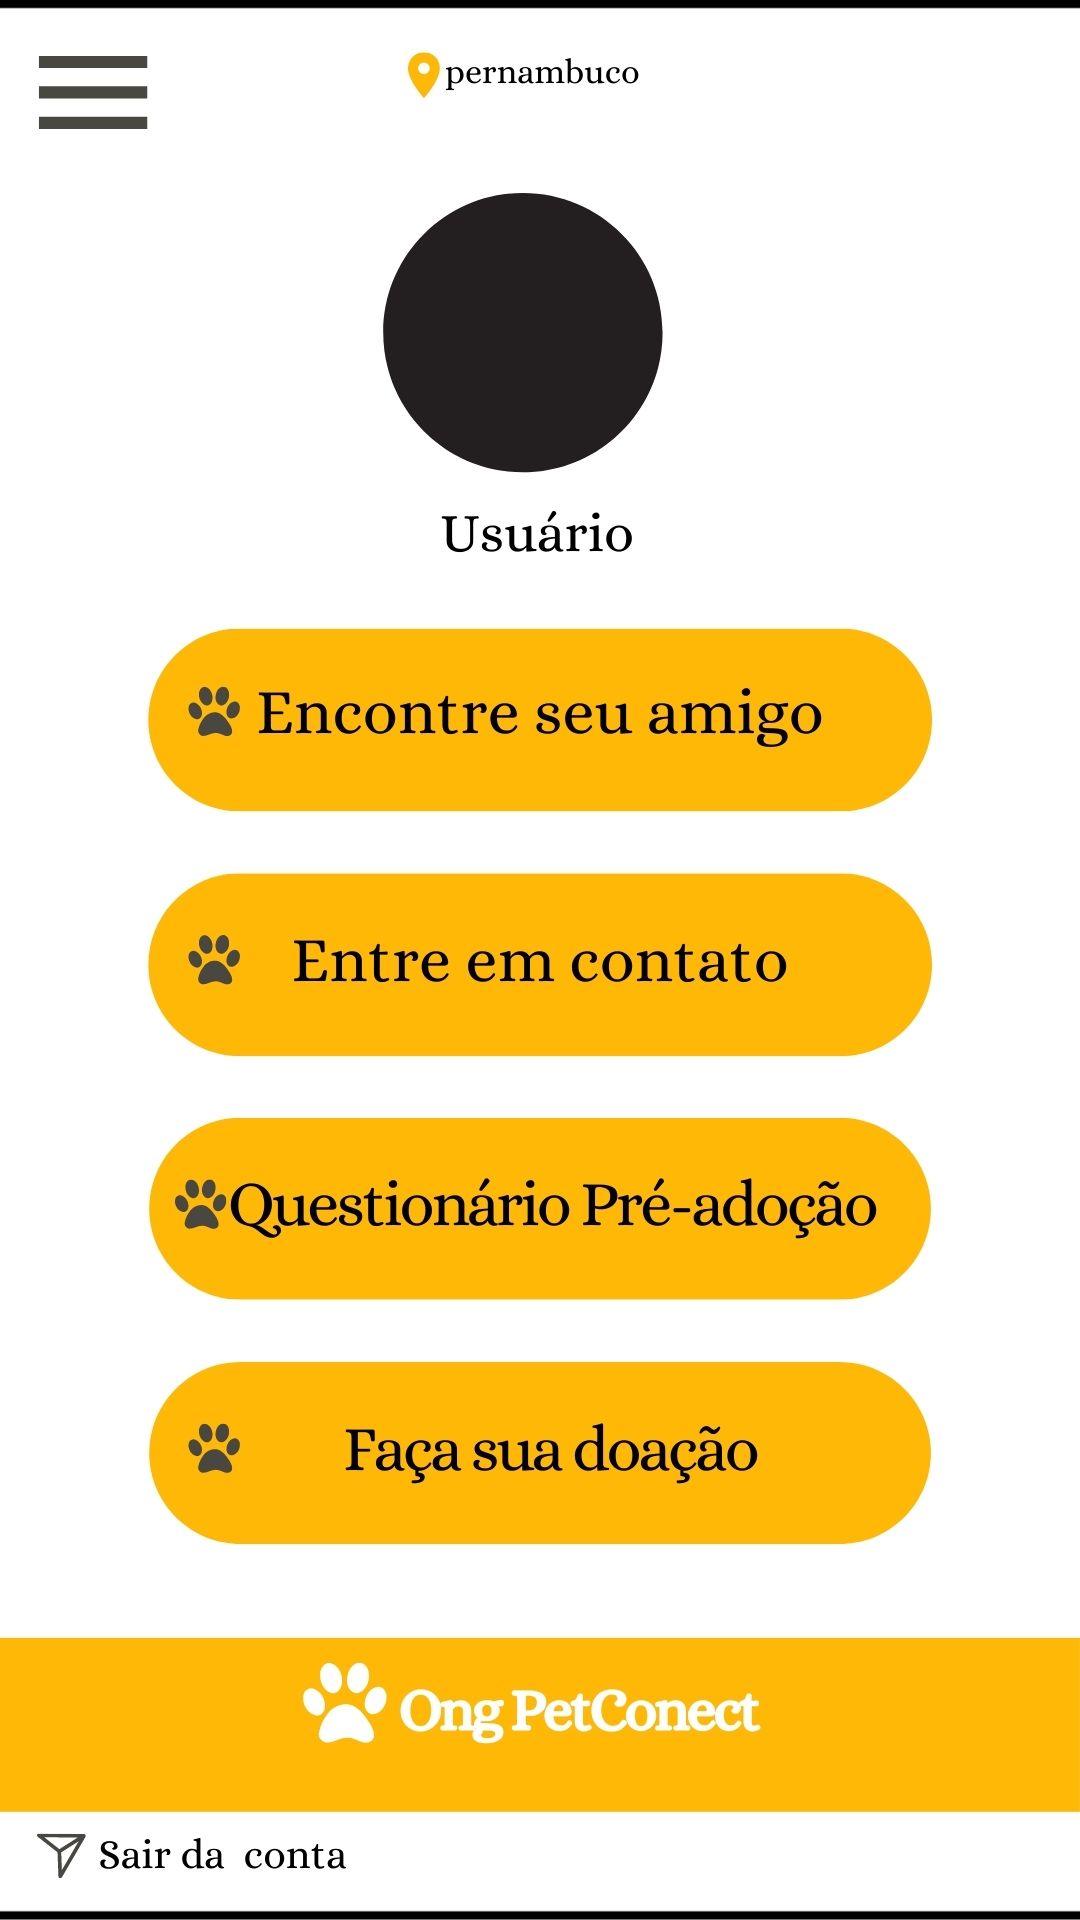 pernambuco
Usuário
Encontre seu amigo
Entre em contato
Questionário Pré-adoção
Faça sua doação
Ong PetConect
Sair da conta